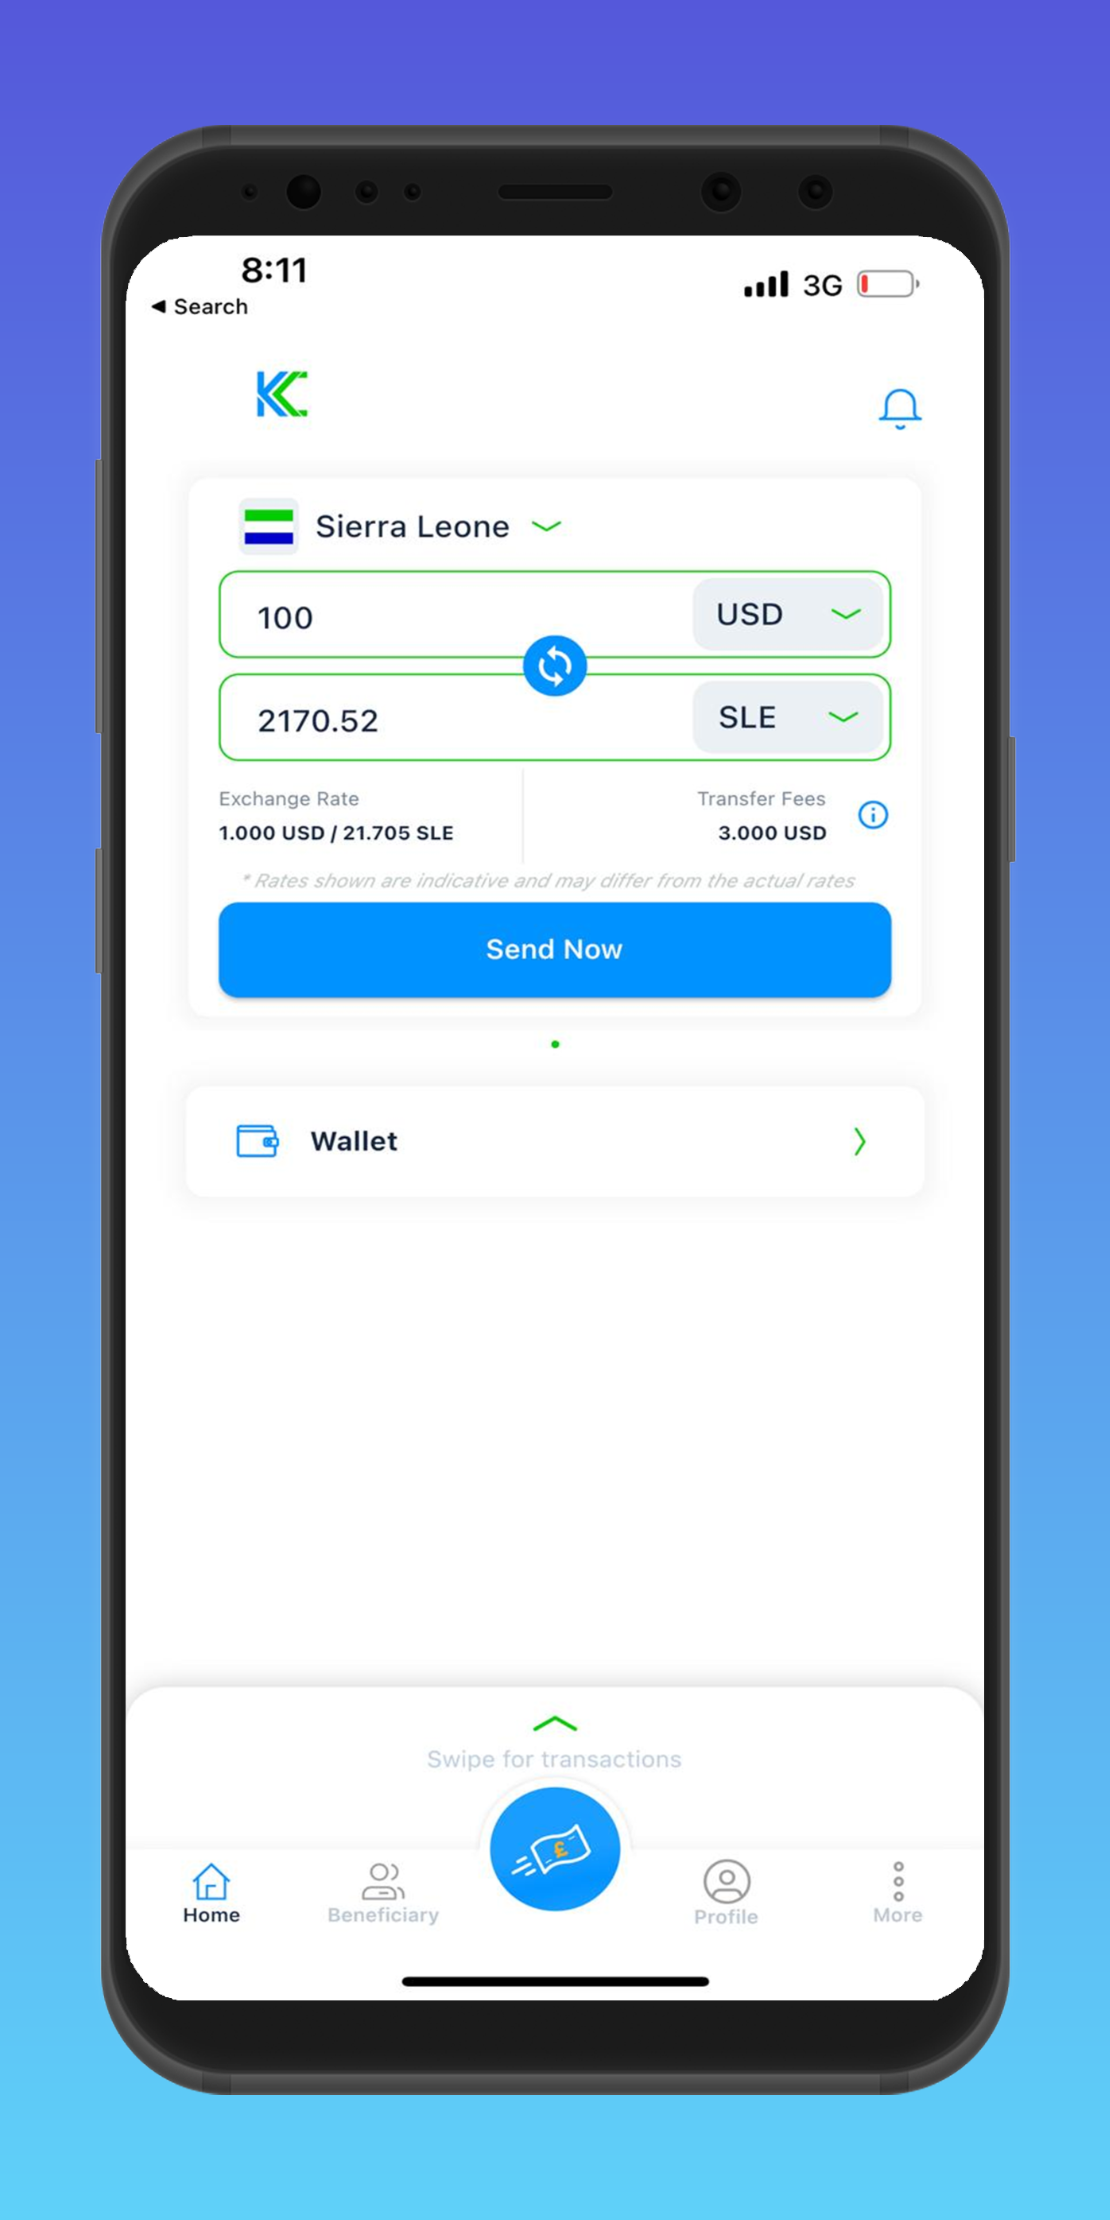 8:11
◀ Search
3G
KC
Sierra Leone
100
USD
2170.52
SLE
Exchange Rate
Transfer Fees
1.000 USD / 21.705 SLE
3.000 USD
* Rates shown are indicative and may differ from the actual rates
Send Now
Wallet
Swipe for transactions
£
Home
Beneficiary
Profile
More